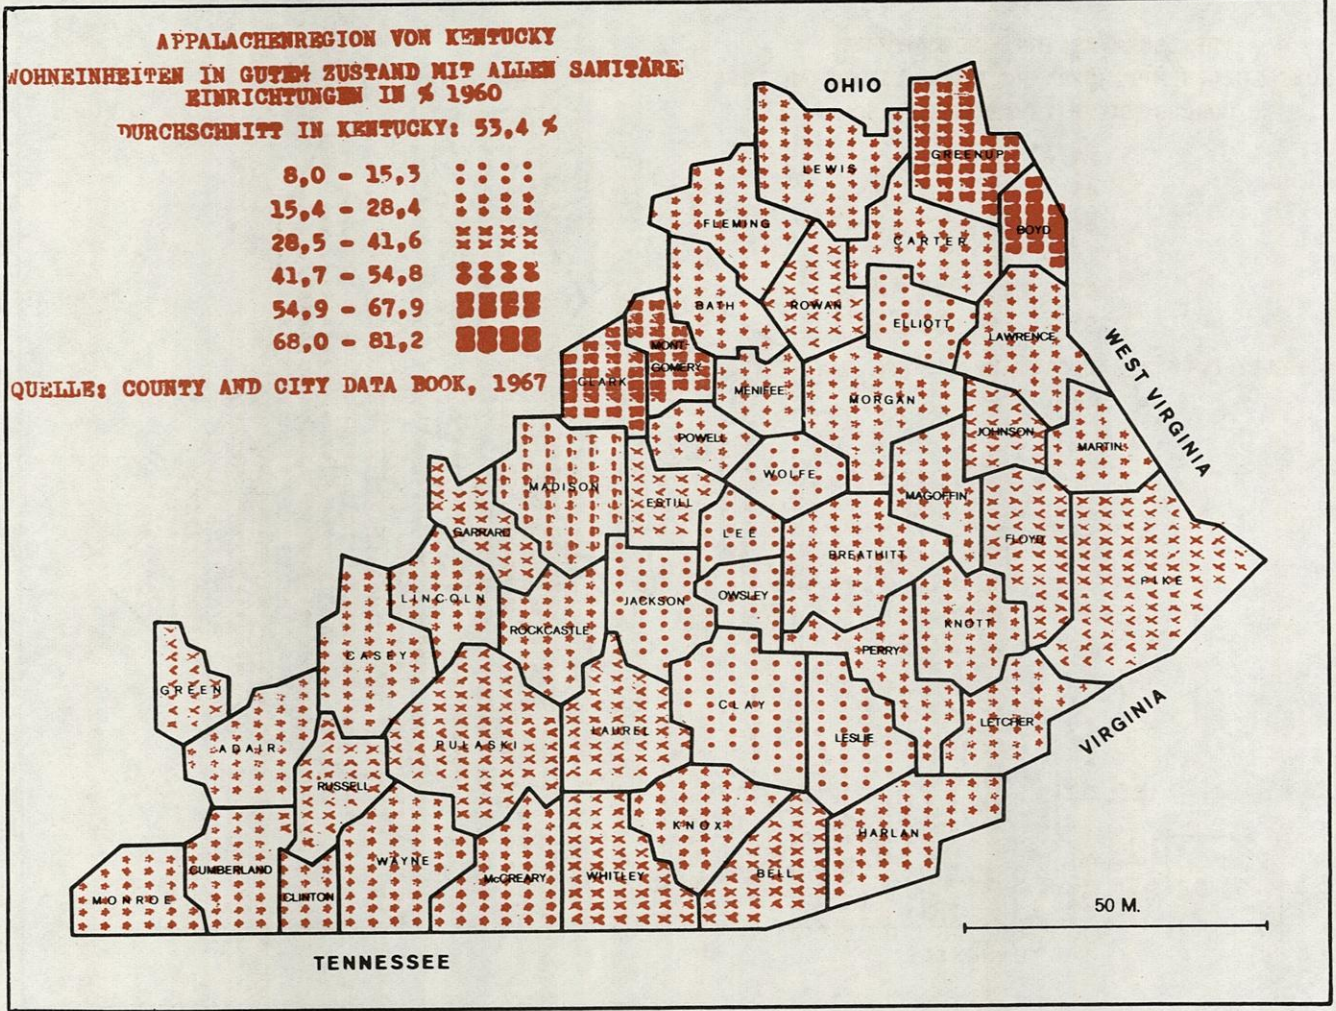 APPALACHENREGION VON KENTUCKY
WOHNEINHEITEN IN GUTEM ZUSTAND MIT ALLEN SANITÄRE
EINRICHTUNGEN IN % 1960
DURCHSCHNITT IN KENTUCKY: 53,4 %
8,0 - 15,3
15,4 - 28,4
28,5 - 41,6
41,7 - 54,8
54,9 - 67,9
68,0 - 81,2
QUELLE: COUNTY AND CITY DATA BOOK, 1967
OHIO
GREENUP
LEWIS
FLEMING
BOYD
CARTER
BATH
ROWAN
ELLIOTT
LAWRENCE
MONT-
GOMERY
CLARK
MENIFEE
MORGAN
WEST VIRGINIA
POWELL
JOHNSON
MARTIN
WOLFE
MADISON
ESTILL
MAGOFFIN
GARRARD
LEE
BREATHITT
FLOYD
PIKE
LINCOLN
JACKSON
OWSLEY
ROCKCASTLE
KNOTT
CASEY
PERRY
GREEN
CLAY
LETCHER
VIRGINIA
ADAIR
PULASKI
LAUREL
LESLIE
RUSSELL
KNOX
HARLAN
WAYNE
CUMBERLAND
McCREARY
WHITLEY
BELL
MONROE
CLINTON
50 M.
TENNESSEE